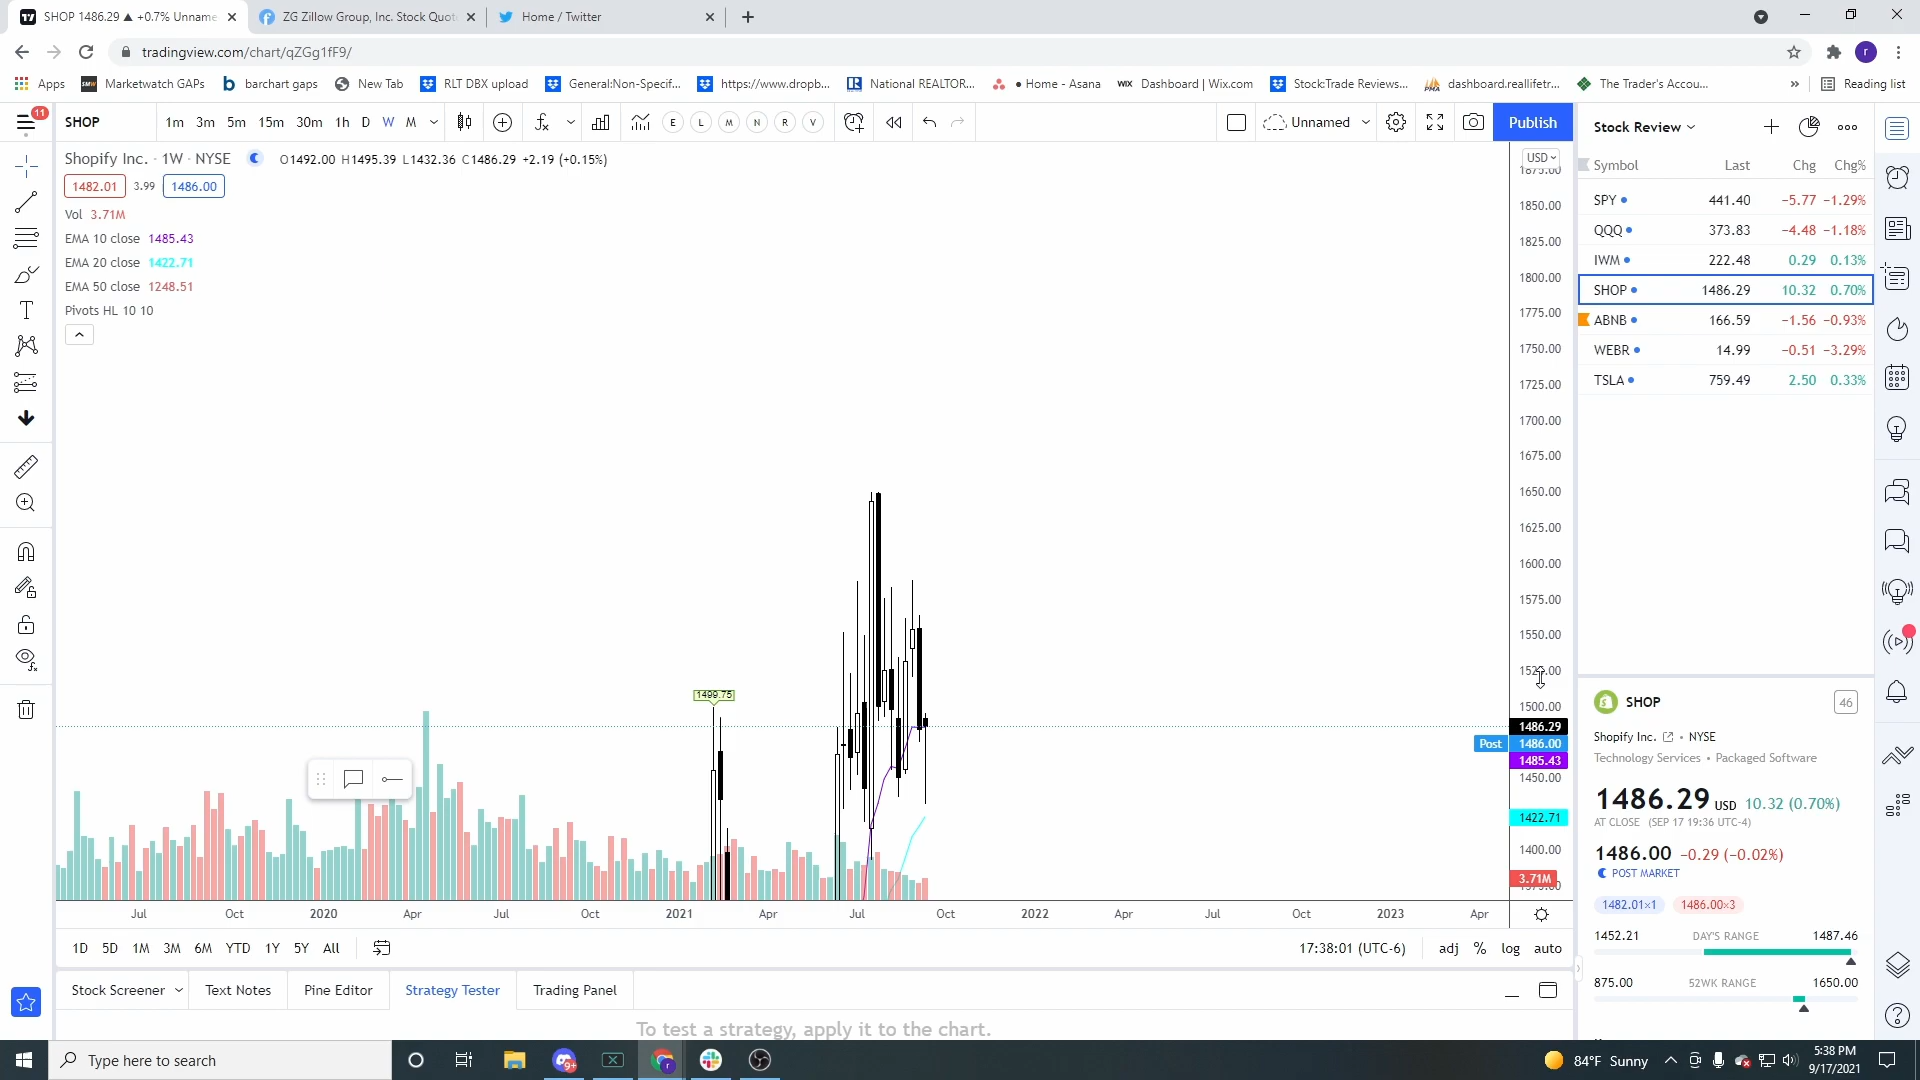 SHOP 1486.29 ▲ +0.7% Unname
ZG Zillow Group, Inc. Stock Quot
Home / Twitter
tradingview.com/chart/qZGg1fF9/
r
Apps
Marketwatch GAPs
barchart gaps
New Tab
RLT DBX upload
General:Non-Specif...
https://www.dropb...
National REALTOR...
● Home - Asana
WIX
Dashboard | Wix.com
Stock:Trade Reviews...
dashboard.reallifetr...
The Trader's Accou...
»
Reading list
11
SHOP
1m 3m 5m 15m 30m 1h D W M
E L M N R V
Unnamed
Publish
Shopify Inc. · 1W · NYSE
O1492.00 H1495.39 L1432.36 C1486.29 +2.19 (+0.15%)
1482.01 3.99 1486.00
Vol 3.71M
EMA 10 close 1485.43
EMA 20 close 1422.71
EMA 50 close 1248.51
Pivots HL 10 10
USD
1875.00
1850.00
1825.00
1800.00
1775.00
1750.00
1725.00
1700.00
1675.00
1650.00
1625.00
1600.00
1575.00
1550.00
1525.00
1500.00
1486.29
Post 1486.00
1485.43
1450.00
1422.71
1400.00
3.71M
1499.75
Jul Oct 2020 Apr Jul Oct 2021 Apr Jul Oct 2022 Apr Jul Oct 2023 Apr
1D 5D 1M 3M 6M YTD 1Y 5Y All
17:38:01 (UTC-6)
adj % log auto
Stock Screener
Text Notes
Pine Editor
Strategy Tester
Trading Panel
To test a strategy, apply it to the chart.
Stock Review
Symbol Last Chg Chg%
SPY 441.40 −5.77 −1.29%
QQQ 373.83 −4.48 −1.18%
IWM 222.48 0.29 0.13%
SHOP 1486.29 10.32 0.70%
ABNB 166.59 −1.56 −0.93%
WEBR 14.99 −0.51 −3.29%
TSLA 759.49 2.50 0.33%
SHOP
46
Shopify Inc. • NYSE
Technology Services • Packaged Software
1486.29 USD 10.32 (0.70%)
AT CLOSE (SEP 17 19:36 UTC-4)
1486.00 −0.29 (−0.02%)
POST MARKET
1482.01×1 1486.00×3
1452.21 DAY'S RANGE 1487.46
875.00 52WK RANGE 1650.00
Type here to search
9+
84°F Sunny
5:38 PM
9/17/2021